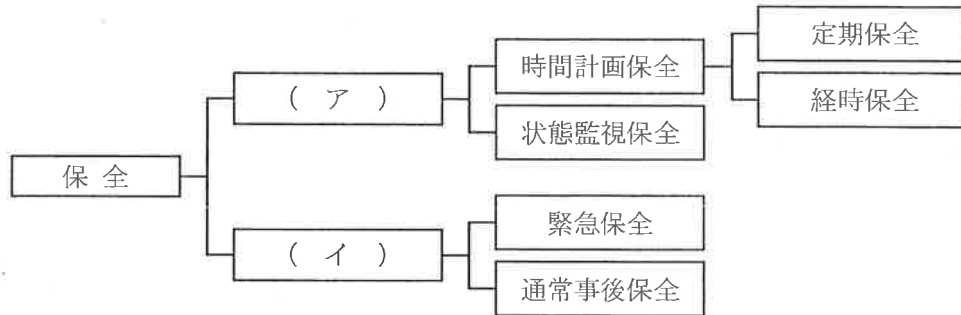 定期保全
時間計画保全
( ア )
経時保全
状態監視保全
保 全
緊急保全
( イ )
通常事後保全